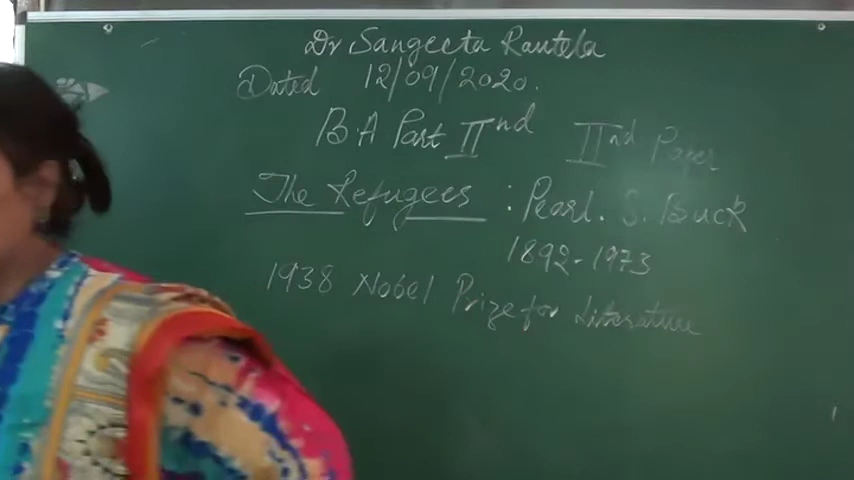 Dr Sangeeta Rautela
Dated 12/09/2020.
B.A Part IInd IInd Paper
The Refugees : Pearl. S. Buck
1892-1973
1938 Nobel Prize for Literature